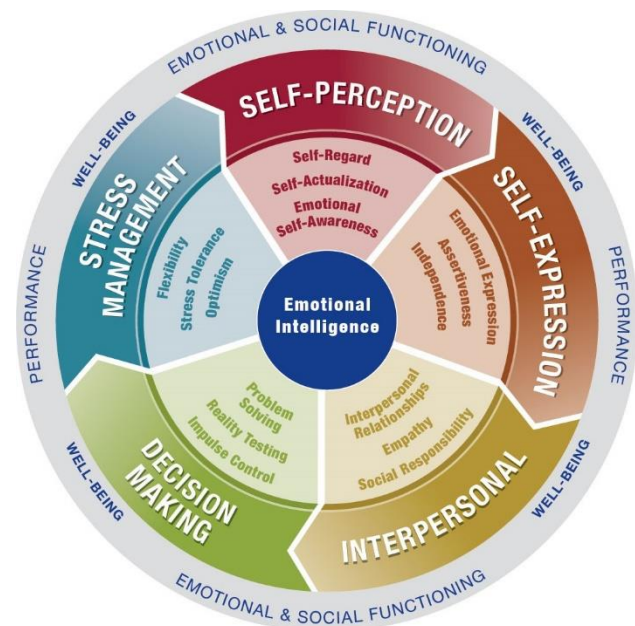 EMOTIONAL & SOCIAL FUNCTIONING
WELL-BEING
WELL-BEING
PERFORMANCE
PERFORMANCE
WELL-BEING
WELL-BEING
EMOTIONAL & SOCIAL FUNCTIONING
SELF-PERCEPTION
Self-Regard
Self-Actualization
Emotional
Self-Awareness
SELF-EXPRESSION
Emotional Expression
Assertiveness
Independence
INTERPERSONAL
Interpersonal
Relationships
Empathy
Social Responsibility
DECISION
MAKING
Problem
Solving
Reality Testing
Impulse Control
STRESS
MANAGEMENT
Flexibility
Stress Tolerance
Optimism
Emotional
Intelligence